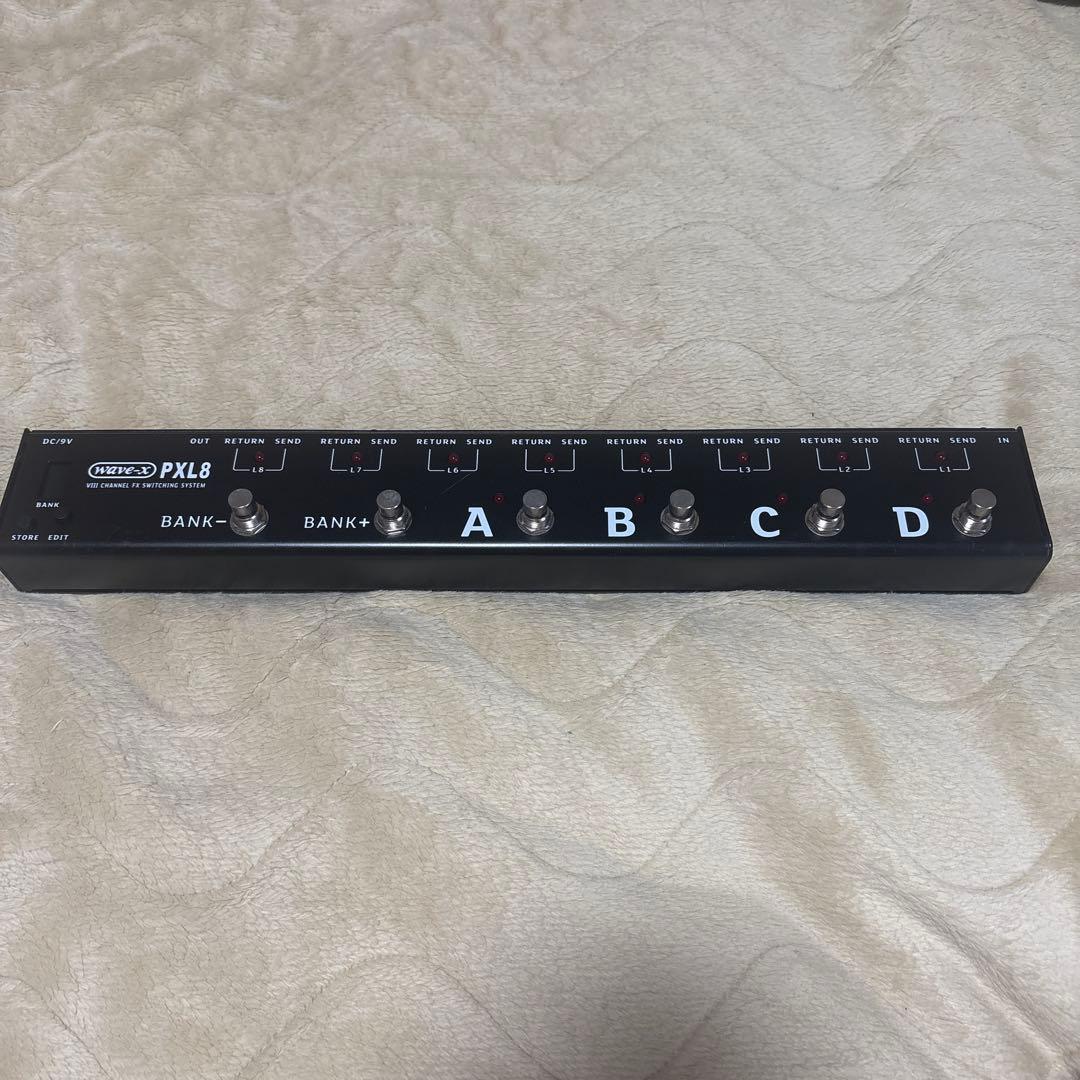 DC/9V OUT RETURN SEND RETURN SEND RETURN SEND RETURN SEND RETURN SEND RETURN SEND RETURN SEND RETURN SEND IN
wave-x PXL8 L8 L7 L6 L5 L4 L3 L2 L1
VIII CHANNEL FX SWITCHING SYSTEM
BANK
BANK- BANK+ A B C D
STORE EDIT